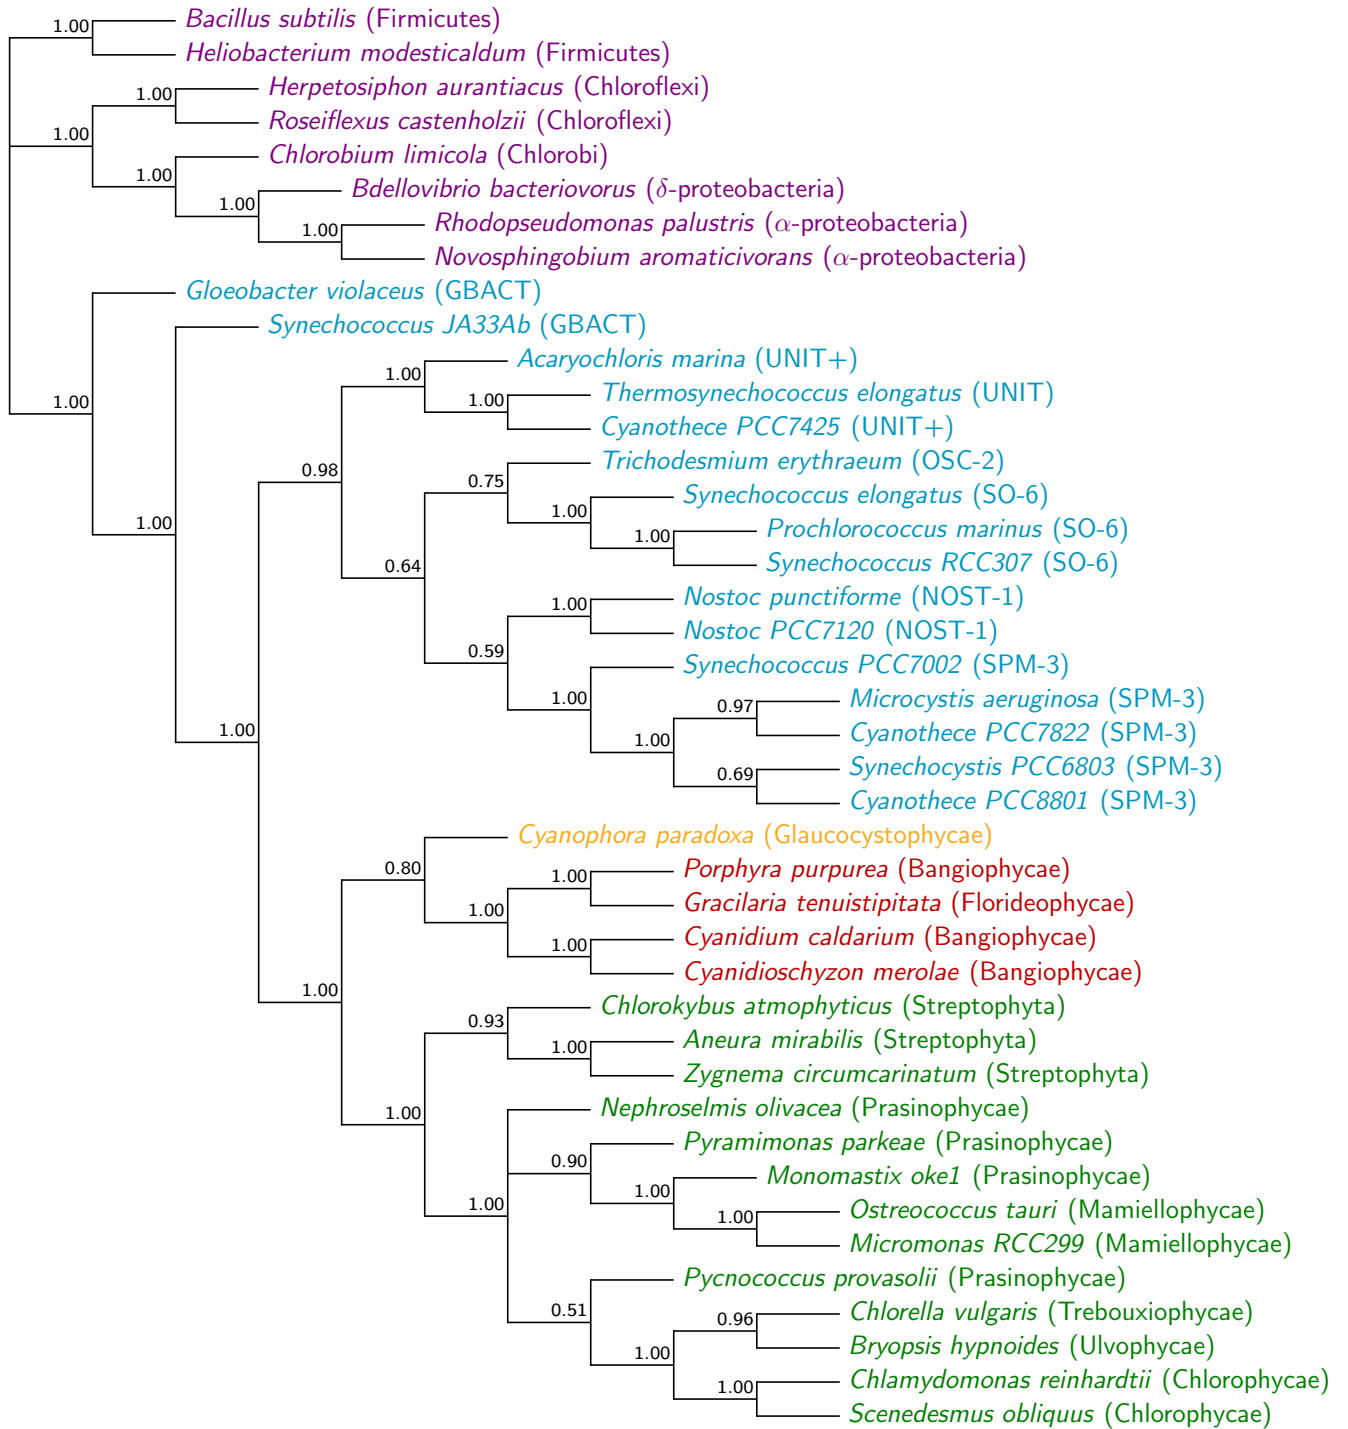 1.00
Bacillus subtilis (Firmicutes)
Heliobacterium modesticaldum (Firmicutes)
1.00
Herpetosiphon aurantiacus (Chloroflexi)
Roseiflexus castenholzii (Chloroflexi)
1.00
Chlorobium limicola (Chlorobi)
1.00
Bdellovibrio bacteriovorus (δ-proteobacteria)
1.00
Rhodopseudomonas palustris (α-proteobacteria)
1.00
Novosphingobium aromaticivorans (α-proteobacteria)
Gloeobacter violaceus (GBACT)
Synechococcus JA33Ab (GBACT)
Acaryochloris marina (UNIT+)
1.00
Thermosynechococcus elongatus (UNIT)
1.00
1.00
Cyanothece PCC7425 (UNIT+)
Trichodesmium erythraeum (OSC-2)
0.98
0.75
Synechococcus elongatus (SO-6)
1.00
1.00
Prochlorococcus marinus (SO-6)
1.00
Synechococcus RCC307 (SO-6)
0.64
Nostoc punctiforme (NOST-1)
1.00
Nostoc PCC7120 (NOST-1)
0.59
Synechococcus PCC7002 (SPM-3)
1.00
Microcystis aeruginosa (SPM-3)
0.97
1.00
Cyanothece PCC7822 (SPM-3)
1.00
Synechocystis PCC6803 (SPM-3)
0.69
Cyanothece PCC8801 (SPM-3)
Cyanophora paradoxa (Glaucocystophycae)
0.80
Porphyra purpurea (Bangiophycae)
1.00
Gracilaria tenuistipitata (Florideophycae)
1.00
Cyanidium caldarium (Bangiophycae)
1.00
Cyanidioschyzon merolae (Bangiophycae)
1.00
Chlorokybus atmophyticus (Streptophyta)
0.93
Aneura mirabilis (Streptophyta)
1.00
Zygnema circumcarinatum (Streptophyta)
1.00
Nephroselmis olivacea (Prasinophycae)
Pyramimonas parkeae (Prasinophycae)
0.90
Monomastix oke1 (Prasinophycae)
1.00
1.00
Ostreococcus tauri (Mamiellophycae)
1.00
Micromonas RCC299 (Mamiellophycae)
Pycnococcus provasolii (Prasinophycae)
0.51
Chlorella vulgaris (Trebouxiophycae)
0.96
Bryopsis hypnoides (Ulvophycae)
1.00
Chlamydomonas reinhardtii (Chlorophycae)
1.00
Scenedesmus obliquus (Chlorophycae)